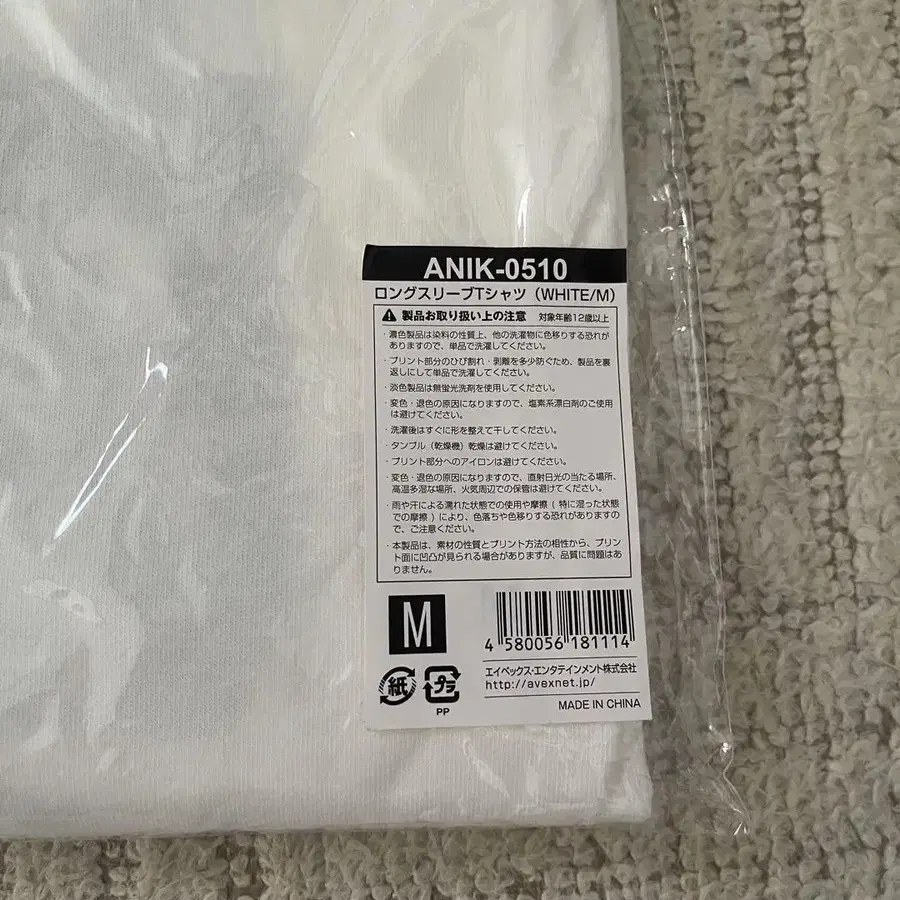 ANIK-0510
ロングスリーブTシャツ（WHITE/M）
製品お取り扱い上の注意 対象年齢12歳以上
・濃色製品は染料の性質上、他の洗濯物に色移りする恐れが
ありますので、単品で洗濯してください。
・プリント部分のひび割れ・剥離を多少防ぐため、製品を裏
返しにして単品で洗濯してください。
・淡色製品は無蛍光洗剤を使用してください。
・変色・退色の原因になりますので、塩素系漂白剤のご使用
は避けてください。
・洗濯後はすぐに形を整えて干してください。
・タンブル（乾燥機）乾燥は避けてください。
・プリント部分へのアイロンは避けてください。
・変色・退色の原因になりますので、直射日光の当たる場所、
高温多湿な場所、火気周辺での保管は避けてください。
・雨や汗による濡れた状態での使用や摩擦 ( 特に湿った状態
での摩擦 ) により、色落ちや色移りする恐れがありますの
で、ご注意ください。
・本製品は、素材の性質とプリント方法の相性から、プリン
ト面に凹凸が見られる場合がありますが、品質に問題はあ
りません。
M
4 580056 181114
エイベックス・エンタテインメント株式会社
http://avexnet.jp/
紙
プラ
PP
MADE IN CHINA